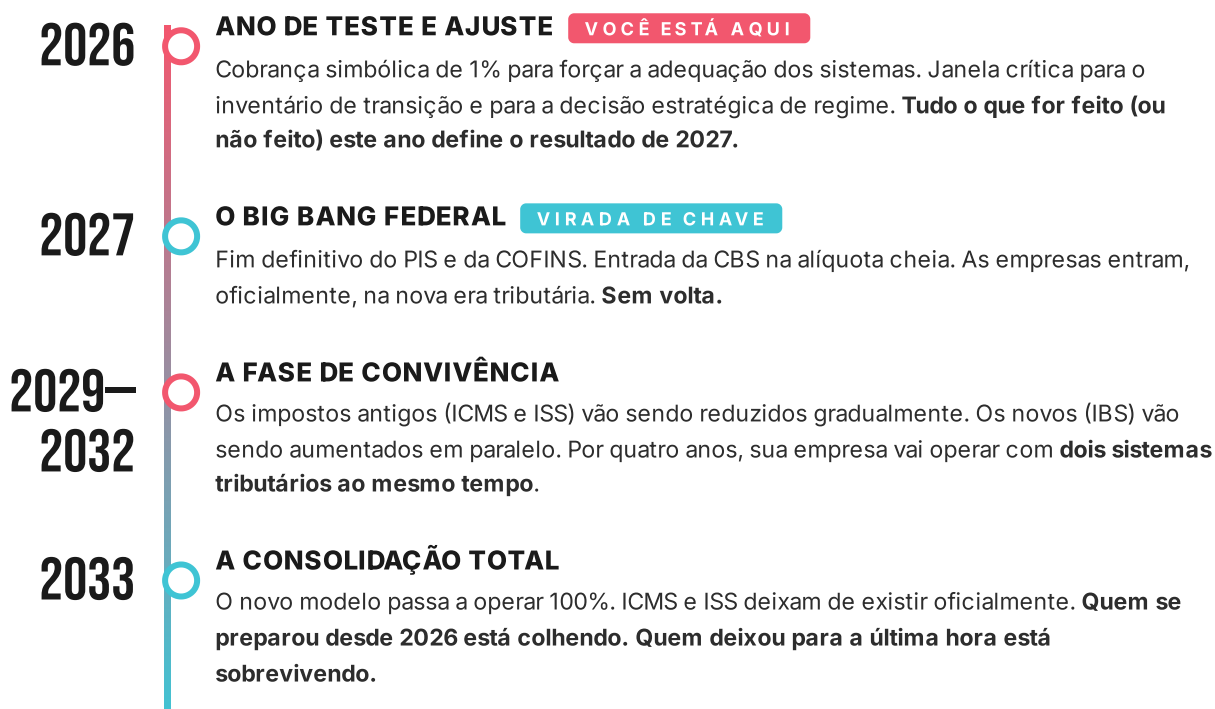 2026
ANO DE TESTE E AJUSTE VOCÊ ESTÁ AQUI
Cobrança simbólica de 1% para forçar a adequação dos sistemas. Janela crítica para o
inventário de transição e para a decisão estratégica de regime. Tudo o que for feito (ou
não feito) este ano define o resultado de 2027.
2027
O BIG BANG FEDERAL VIRADA DE CHAVE
Fim definitivo do PIS e da COFINS. Entrada da CBS na alíquota cheia. As empresas entram,
oficialmente, na nova era tributária. Sem volta.
2029—
2032
A FASE DE CONVIVÊNCIA
Os impostos antigos (ICMS e ISS) vão sendo reduzidos gradualmente. Os novos (IBS) vão
sendo aumentados em paralelo. Por quatro anos, sua empresa vai operar com dois sistemas
tributários ao mesmo tempo.
2033
A CONSOLIDAÇÃO TOTAL
O novo modelo passa a operar 100%. ICMS e ISS deixam de existir oficialmente. Quem se
preparou desde 2026 está colhendo. Quem deixou para a última hora está
sobrevivendo.